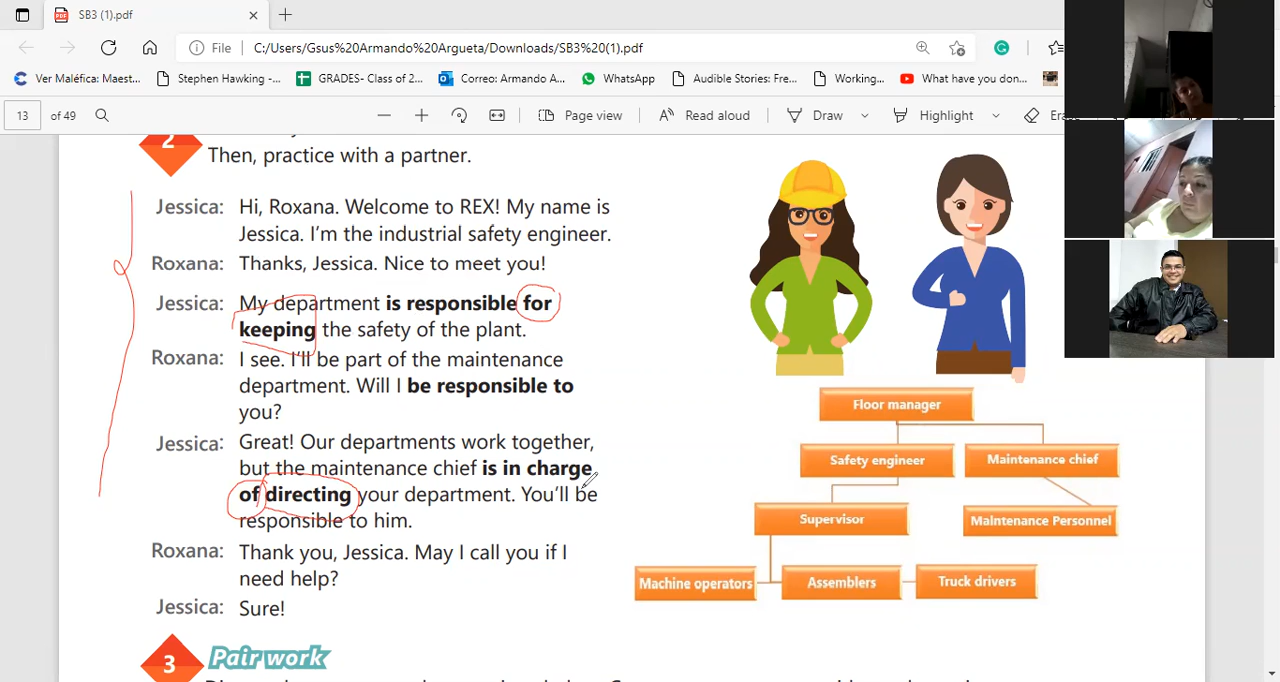 SB3 (1).pdf
File
C:/Users/Gsus%20Armando%20Argueta/Downloads/SB3%20(1).pdf
Ver Maléfica: Maest...
Stephen Hawking -...
GRADES- Class of 2...
Correo: Armando A...
WhatsApp
Audible Stories: Fre...
Working...
What have you don...
13 of 49
Page view
Read aloud
Draw
Highlight
2
Then, practice with a partner.
Jessica: Hi, Roxana. Welcome to REX! My name is
Jessica. I'm the industrial safety engineer.
Roxana: Thanks, Jessica. Nice to meet you!
Jessica: My department is responsible for
keeping the safety of the plant.
Roxana: I see. I'll be part of the maintenance
department. Will I be responsible to
you?
Jessica: Great! Our departments work together,
but the maintenance chief is in charge
of directing your department. You'll be
responsible to him.
Roxana: Thank you, Jessica. May I call you if I
need help?
Jessica: Sure!
Floor manager
Safety engineer
Maintenance chief
Supervisor
Maintenance Personnel
Machine operators
Assemblers
Truck drivers
3
Pair work